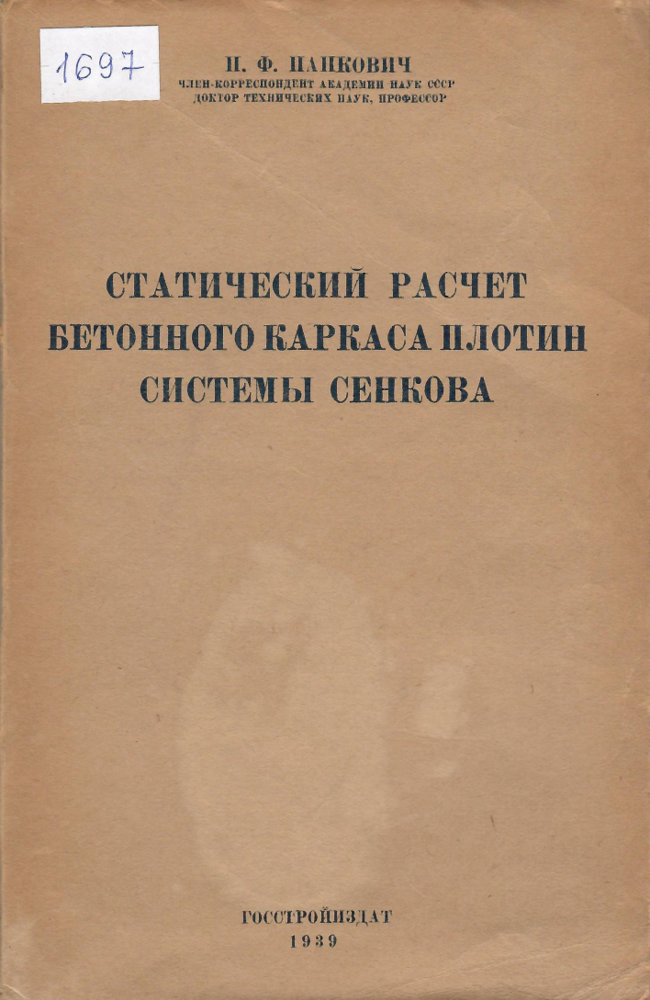 1697
П. Ф. ПАПКОВИЧ
ЧЛЕН-КОРРЕСПОНДЕНТ АКАДЕМИИ НАУК СССР
ДОКТОР ТЕХНИЧЕСКИХ НАУК, ПРОФЕССОР
СТАТИЧЕСКИЙ РАСЧЕТ
БЕТОННОГО КАРКАСА ПЛОТИН
СИСТЕМЫ СЕНКОВА
ГОССТРОЙИЗДАТ
1939